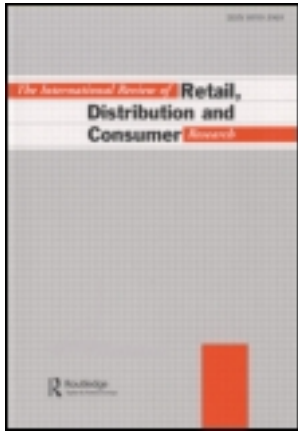 The International Review of Retail,
Distribution and
Consumer Research
Routledge